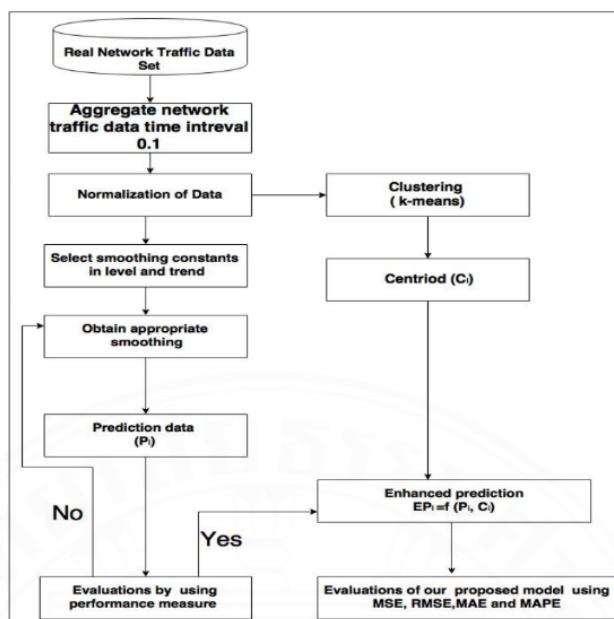 Real Network Traffic Data
Set
Aggregate network
traffic data time intreval
0.1
Normalization of Data
Clustering
( k-means)
Select smoothing constants
in level and trend
Centriod (Cᵢ)
Obtain appropriate
smoothing
Prediction data
(Pᵢ)
No
Yes
Enhanced prediction
EPᵢ =f (Pᵢ, Cᵢ)
Evaluations by using
performance measure
Evaluations of our proposed model using
MSE, RMSE,MAE and MAPE